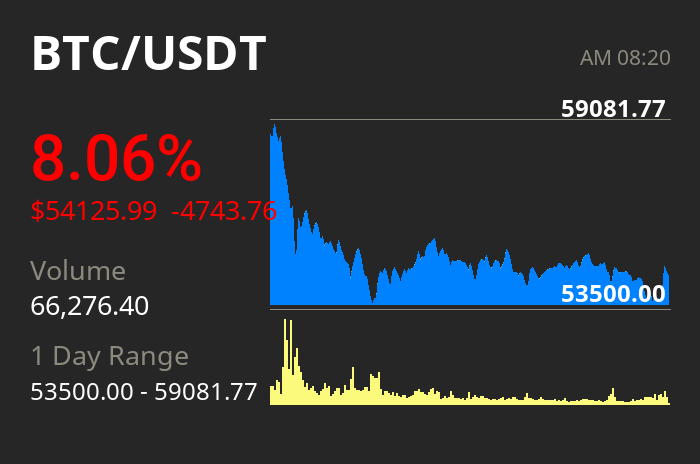 BTC/USDT
AM 08:20
59081.77
8.06%
$54125.99 -4743.76
Volume
66,276.40
53500.00
1 Day Range
53500.00 - 59081.77